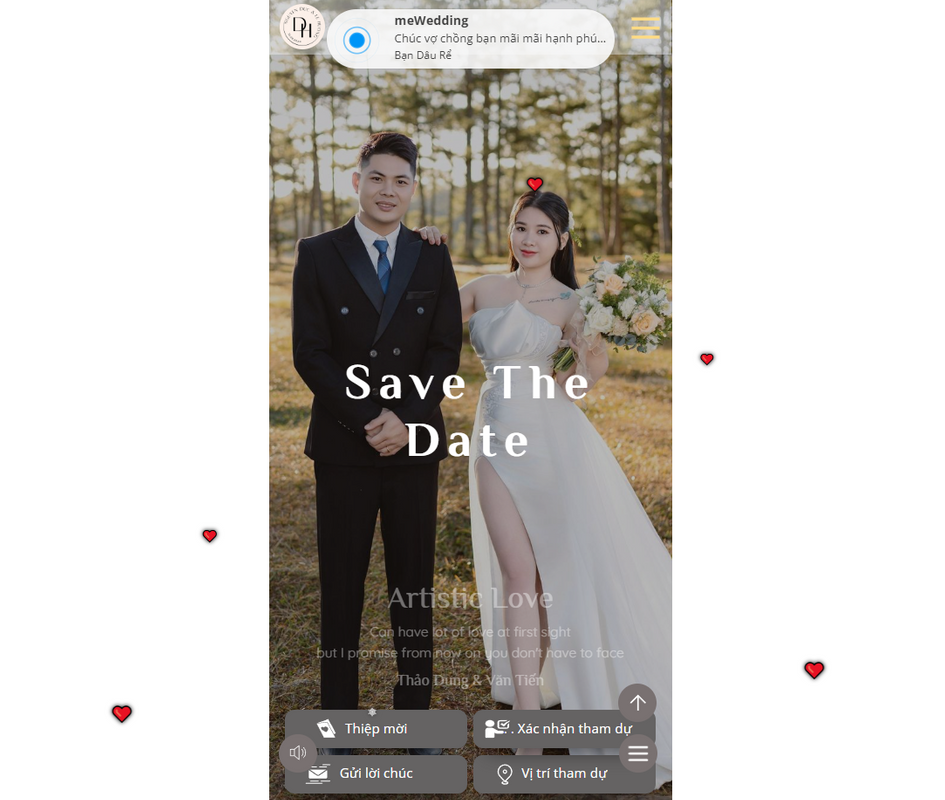 DH
meWedding
Chúc vợ chồng bạn mãi mãi hạnh phú...
Bạn Dâu Rể
Save The
Date
Artistic Love
Can have lot of love at first sight
but I promise from now on you don't have to face
Thảo Dung & Văn Tiến
Thiệp mời
. Xác nhận tham dự
Gửi lời chúc
Vị trí tham dự